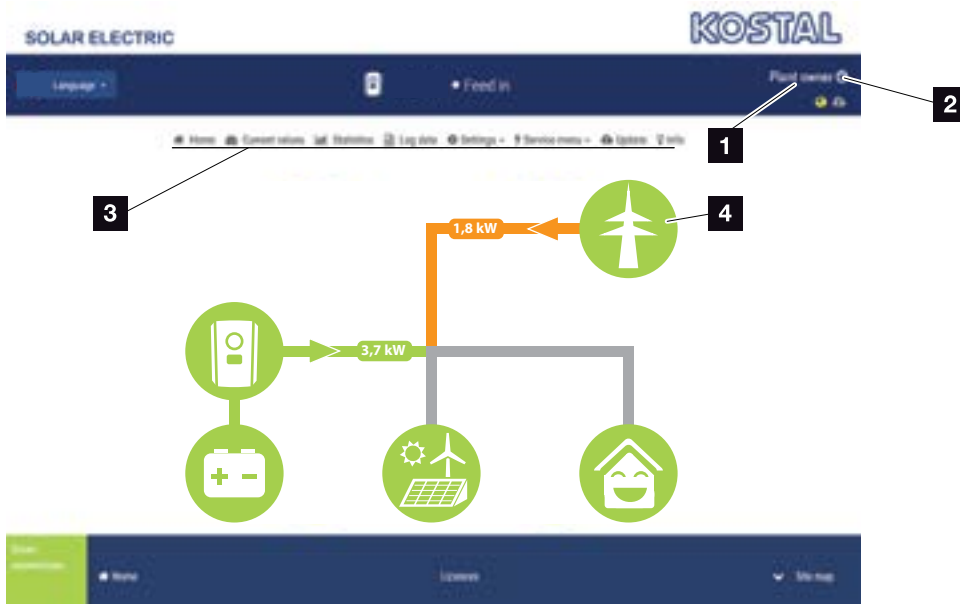 SOLAR ELECTRIC
KOSTAL
Language
Feed in
Plant owner
2
1
Home Current values Statistics Log data Settings Service menu Update Info
3
4
1,8 kW
3,7 kW
Home
Licences
Site map